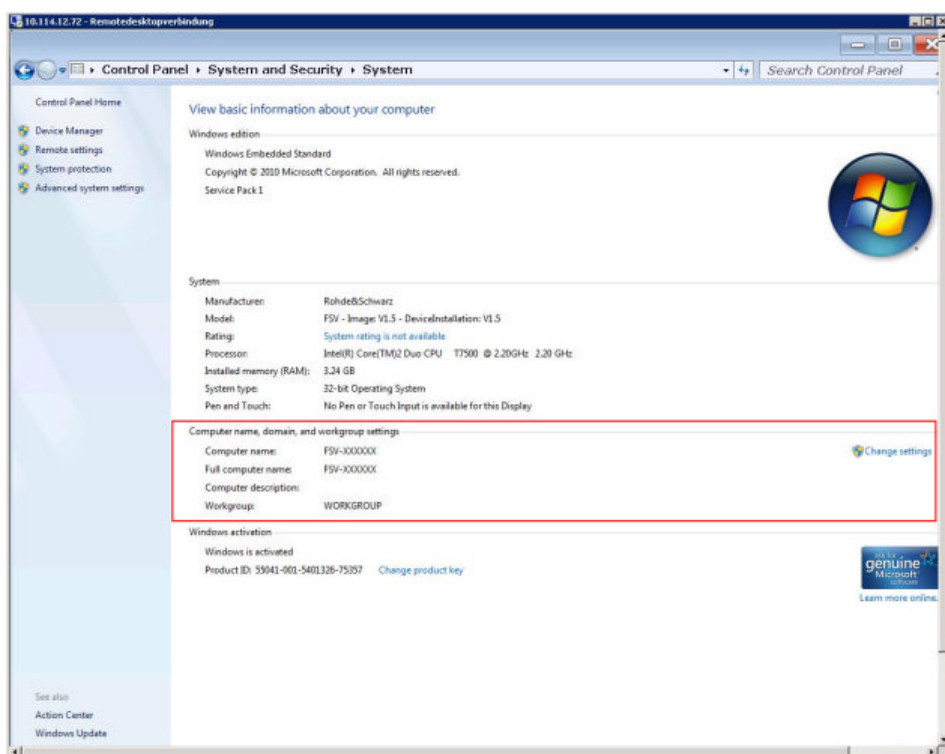 10.114.12.72 - Remotedesktopverbindung
Control Panel System and Security System
Search Control Panel
Control Panel Home
Device Manager
Remote settings
System protection
Advanced system settings
View basic information about your computer
Windows edition
Windows Embedded Standard
Copyright © 2010 Microsoft Corporation. All rights reserved.
Service Pack 1
System
Manufacturer: Rohde&Schwarz
Model: FSV - Image: V1.5 - DeviceInstallation: V1.5
Rating: System rating is not available
Processor: Intel(R) Core(TM)2 Duo CPU T7500 @ 2.20GHz 2.20 GHz
Installed memory (RAM): 3.24 GB
System type: 32-bit Operating System
Pen and Touch: No Pen or Touch Input is available for this Display
Computer name, domain, and workgroup settings
Computer name: FSV-XXXXXX
Change settings
Full computer name: FSV-XXXXXX
Computer description:
Workgroup: WORKGROUP
Windows activation
Windows is activated
Product ID: 55041-001-5401326-75357 Change product key
ask for
genuine
Microsoft
software
Learn more online.
See also
Action Center
Windows Update